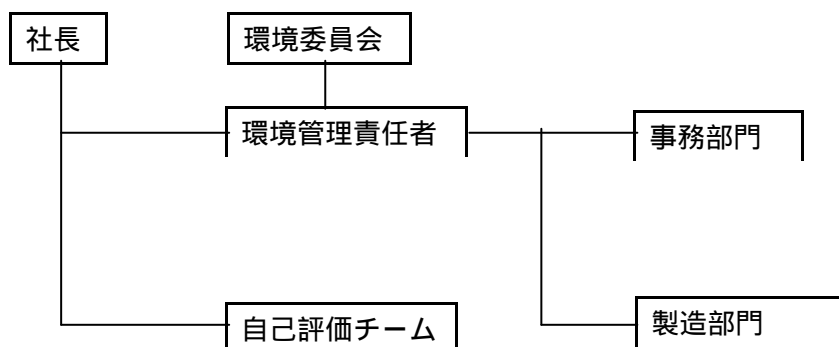 社長
環境委員会
環境管理責任者
事務部門
自己評価チーム
製造部門